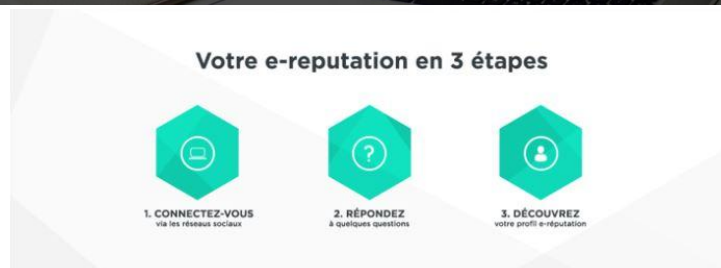 Votre e-reputation en 3 étapes
?
1. CONNECTEZ-VOUS
via les réseaus sociaux
2. RÉPONDEZ
à quelques questions
3. DÉCOUVREZ
votre profil e-réputation